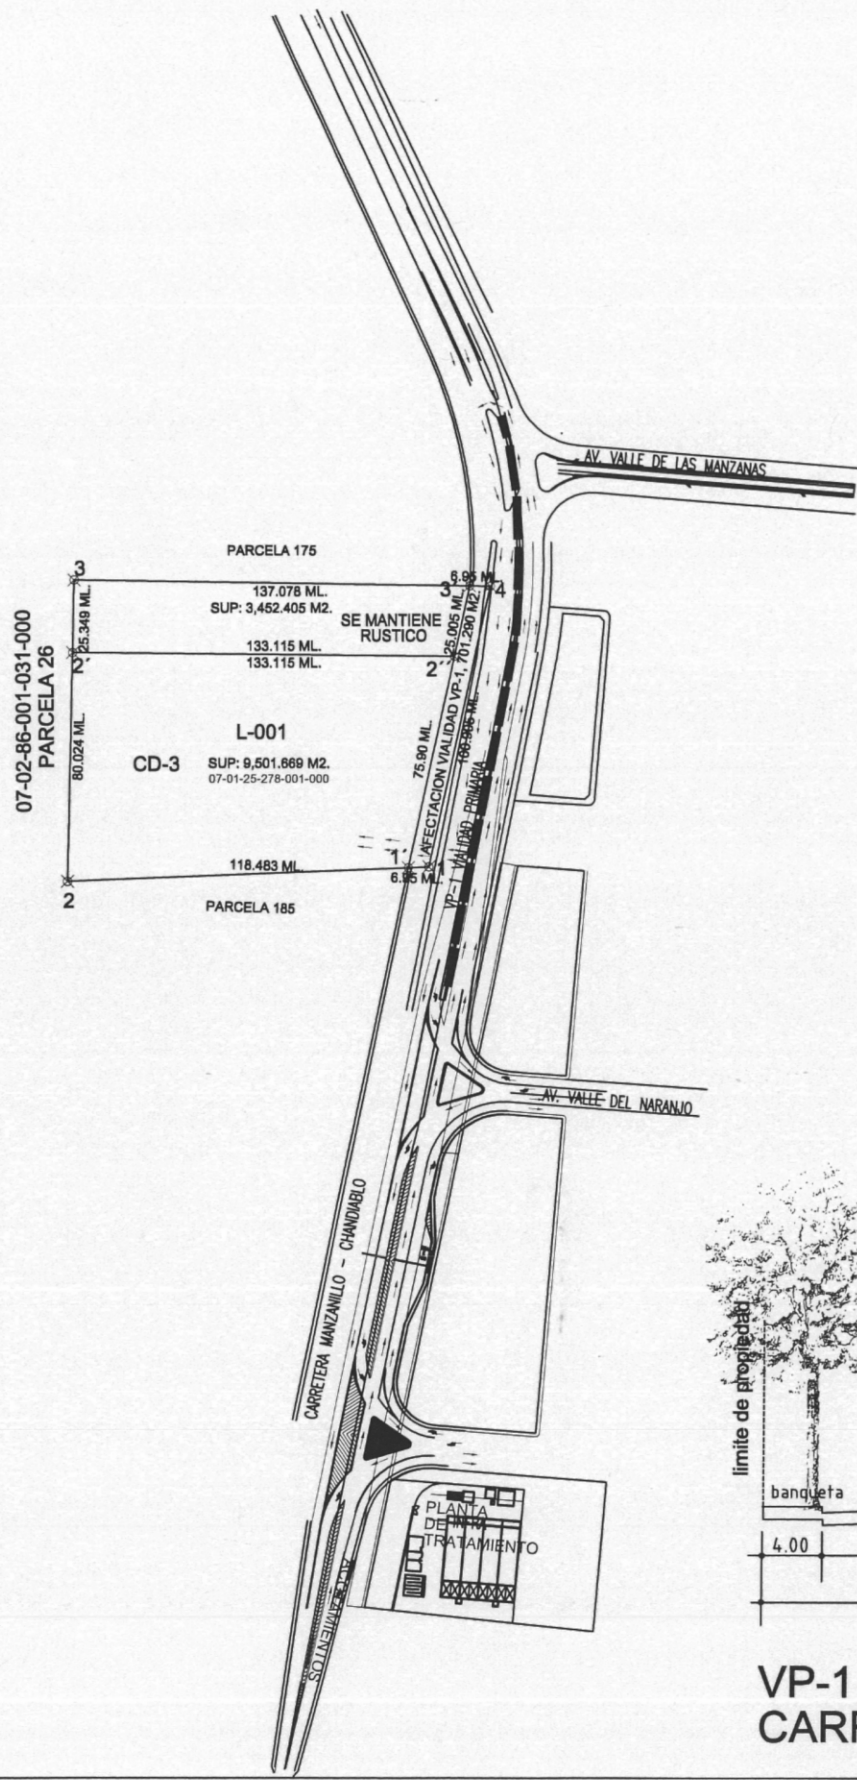 AV. VALLE DE LAS MANZANAS
PARCELA 175
3
137.078 ML.
SUP: 3,452.405 M2.
SE MANTIENE
RUSTICO
3
6.95 ML
4
25.349 ML.
25.005 ML.
2'
133.115 ML.
133.115 ML.
2''
07-02-86-001-031-000
PARCELA 26
80.024 ML.
L-001
CD-3
SUP: 9,501.669 M2.
07-01-25-278-001-000
75.90 ML.
AFECTACION VIALIDAD VP-1, 701.290 M2.
VP-1 VIALIDAD PRIMARIA
1'
118.483 ML.
6.95 ML.
1
2
PARCELA 185
AV. VALLE DEL NARANJO
CARRETERA MANZANILLO - CHANDIABLO
PLANTA
TRATAMIENTO
limite de propiedad
banqueta
4.00
VP-1